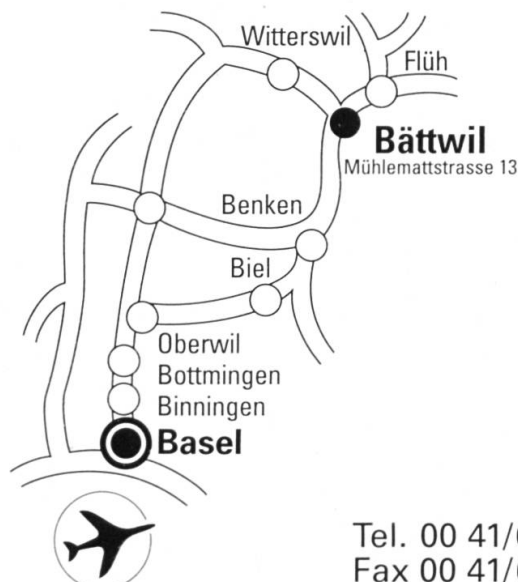 Witterswil
Flüh
Bättwil
Mühlemattstrasse 13
Benken
Biel
Oberwil
Bottmingen
Binningen
Basel
Tel. 00 41/
Fax 00 41/